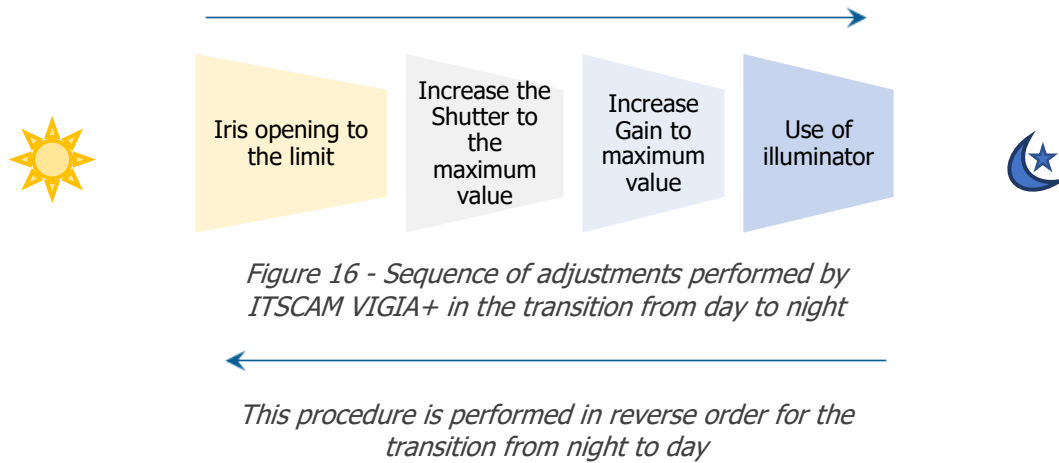 Iris opening to
the limit
Increase the
Shutter to
the
maximum
value
Increase
Gain to
maximum
value
Use of
illuminator
Figure 16 - Sequence of adjustments performed by
ITSCAM VIGIA+ in the transition from day to night
This procedure is performed in reverse order for the
transition from night to day